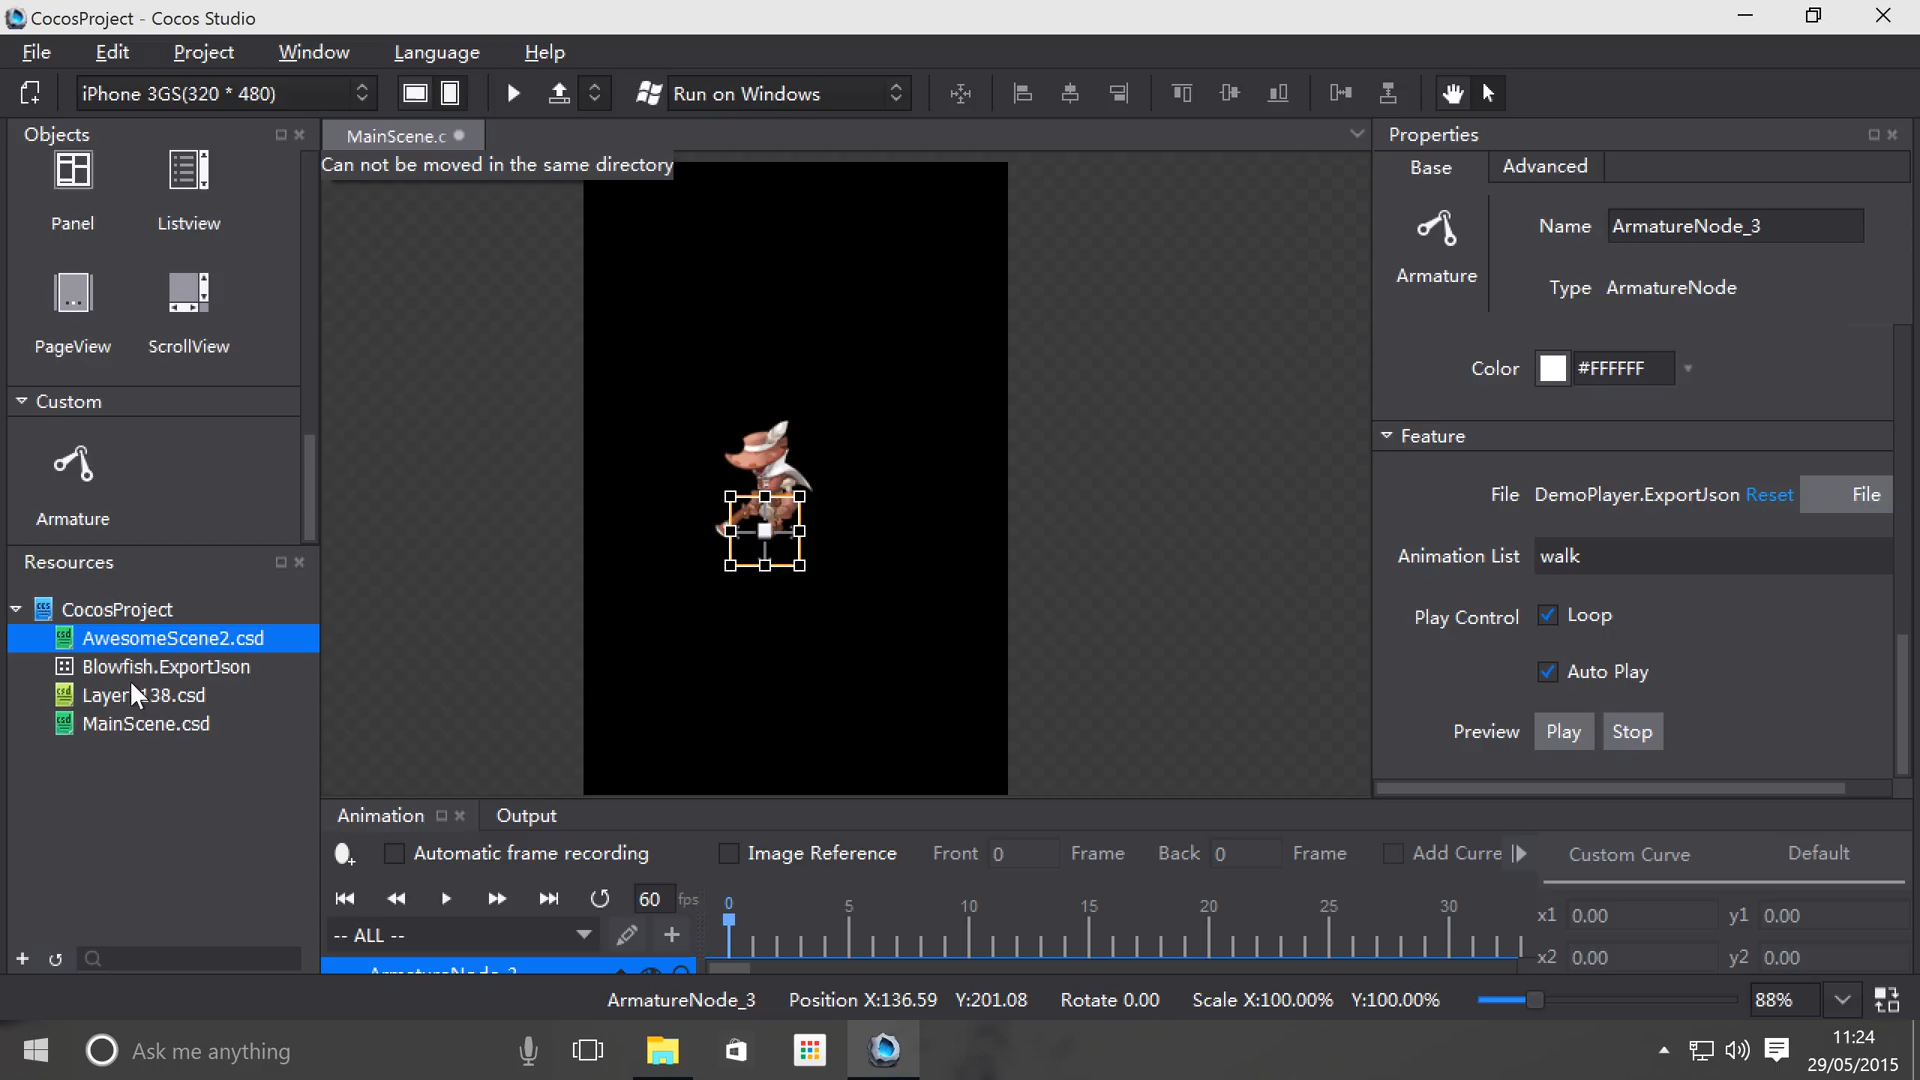 CocosProject - Cocos Studio
File Edit Project Window Language Help
iPhone 3GS(320 * 480) Run on Windows
Objects
MainScene.c
Can not be moved in the same directory
Properties
Base Advanced
Panel Listview
Name ArmatureNode_3
Armature
Type ArmatureNode
PageView ScrollView
Color #FFFFFF
Custom
Feature
Armature
File DemoPlayer.ExportJson Reset File
Animation List walk
Resources
CocosProject
Play Control Loop
AwesomeScene2.csd
Blowfish.ExportJson
Auto Play
Layer 138.csd
MainScene.csd
Preview Play Stop
Animation Output
Automatic frame recording Image Reference Front 0 Frame Back 0 Frame Add Curre Custom Curve Default
60 fps 0 5 10 15 20 25 30
x1 0.00 y1 0.00
-- ALL --
x2 0.00 y2 0.00
ArmatureNode_3
ArmatureNode_3 Position X:136.59 Y:201.08 Rotate 0.00 Scale X:100.00% Y:100.00% 88%
Ask me anything
11:24
29/05/2015